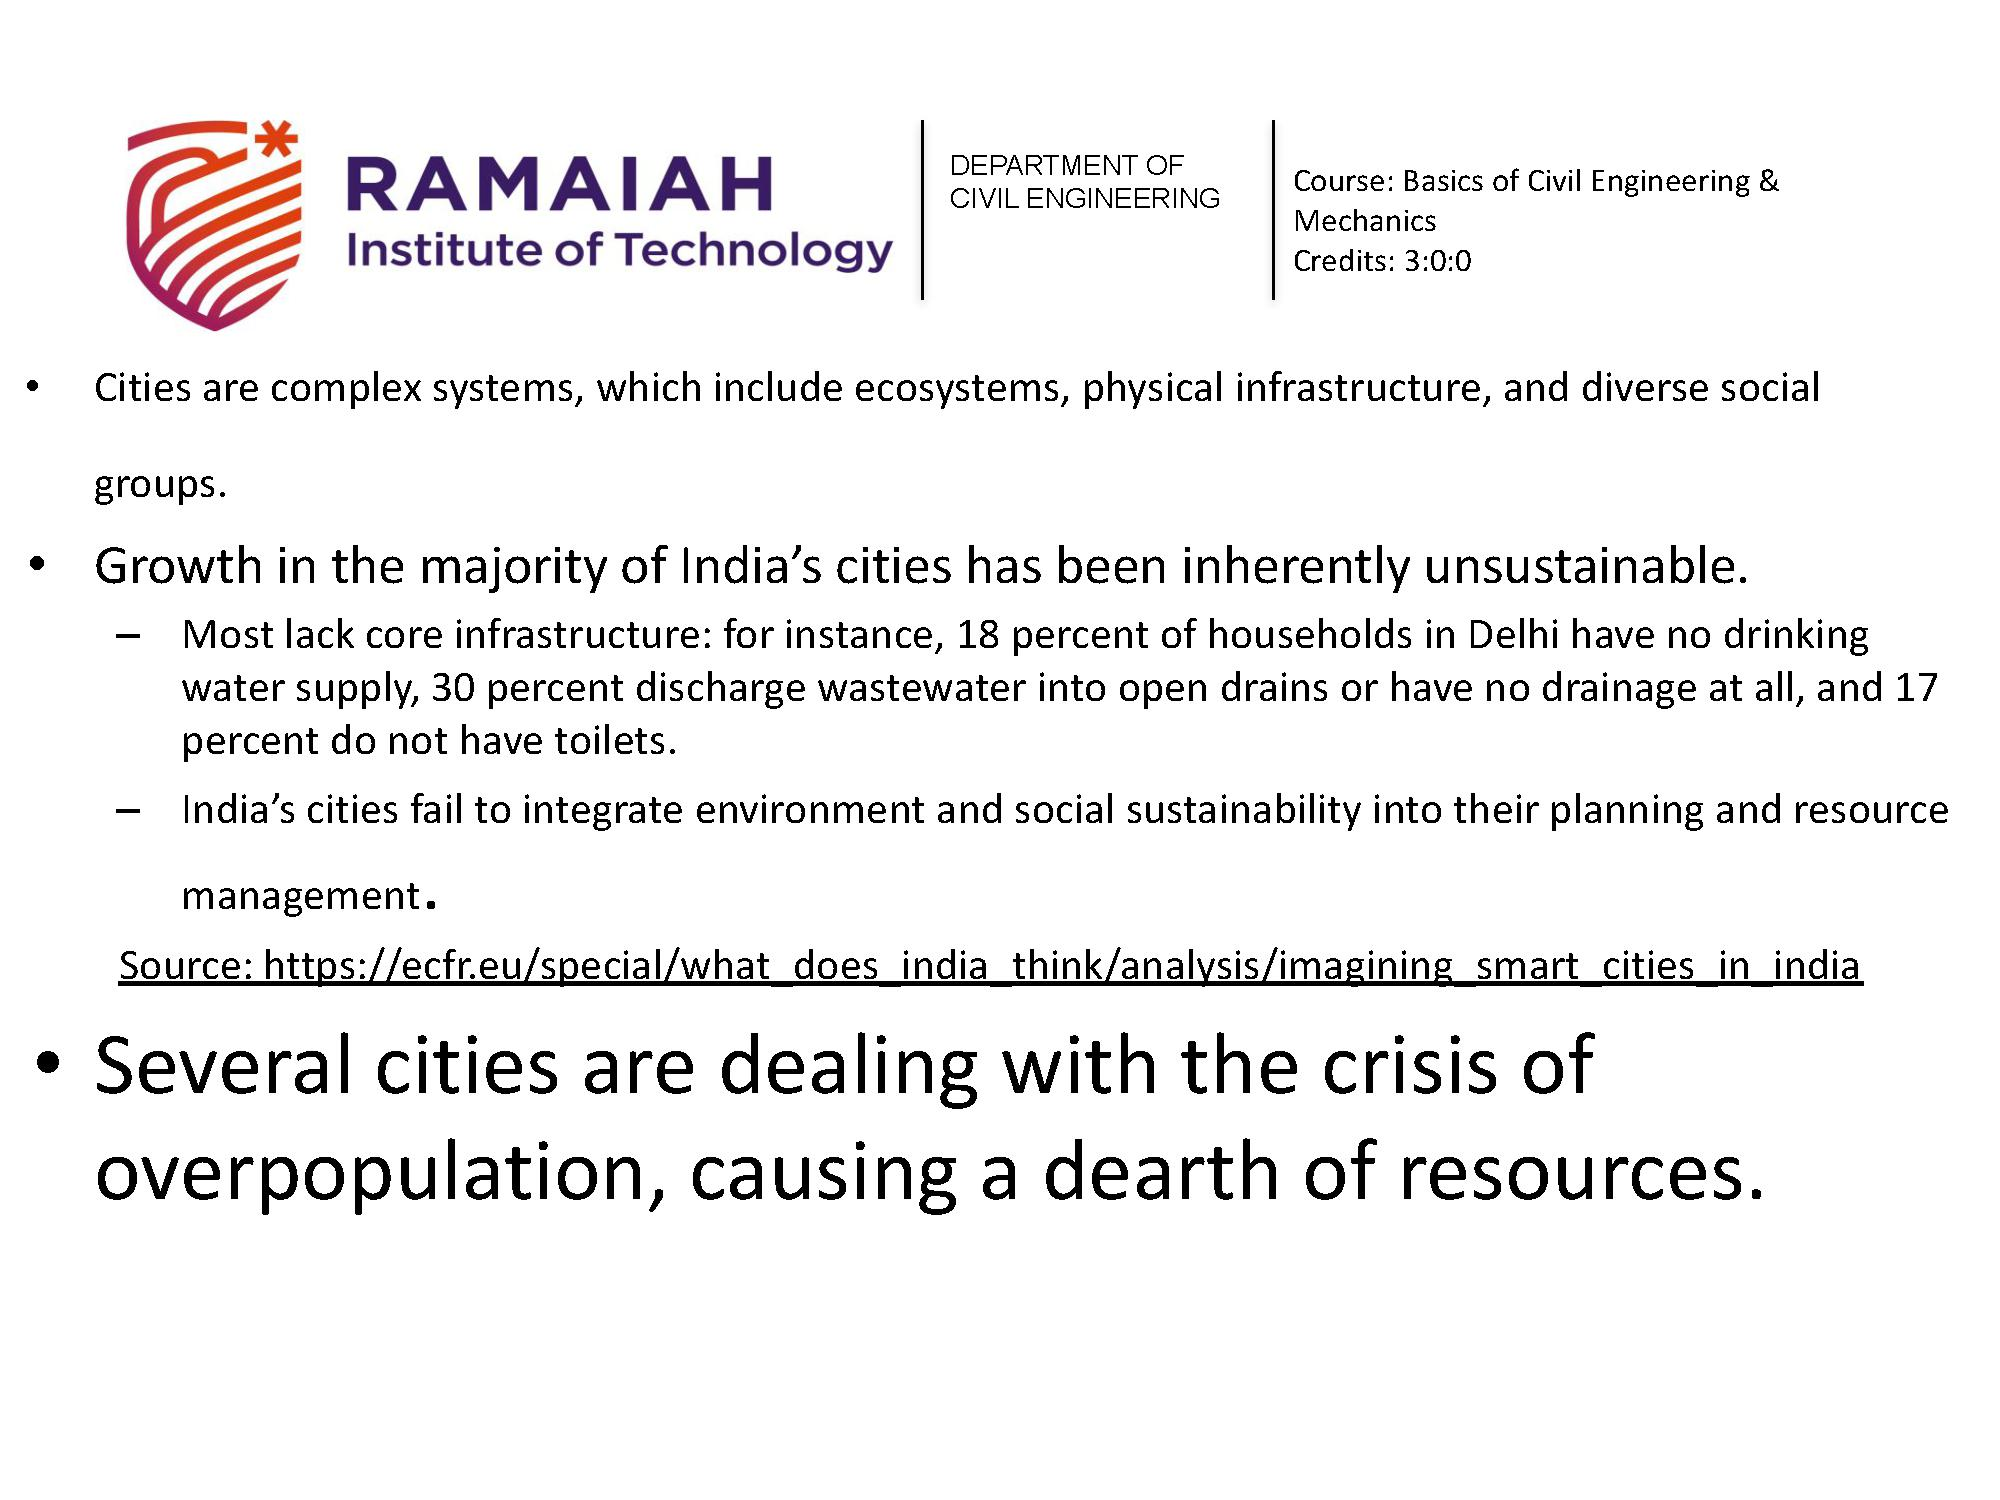 RAMAIAH
Institute of Technology
DEPARTMENT OF
CIVIL ENGINEERING
Course: Basics of Civil Engineering &
Mechanics
Credits: 3:0:0
• Cities are complex systems, which include ecosystems, physical infrastructure, and diverse social
groups.
• Growth in the majority of India’s cities has been inherently unsustainable.
– Most lack core infrastructure: for instance, 18 percent of households in Delhi have no drinking
water supply, 30 percent discharge wastewater into open drains or have no drainage at all, and 17
percent do not have toilets.
– India’s cities fail to integrate environment and social sustainability into their planning and resource
management.
Source: https://ecfr.eu/special/what_does_india_think/analysis/imagining_smart_cities_in_india
• Several cities are dealing with the crisis of
overpopulation, causing a dearth of resources.